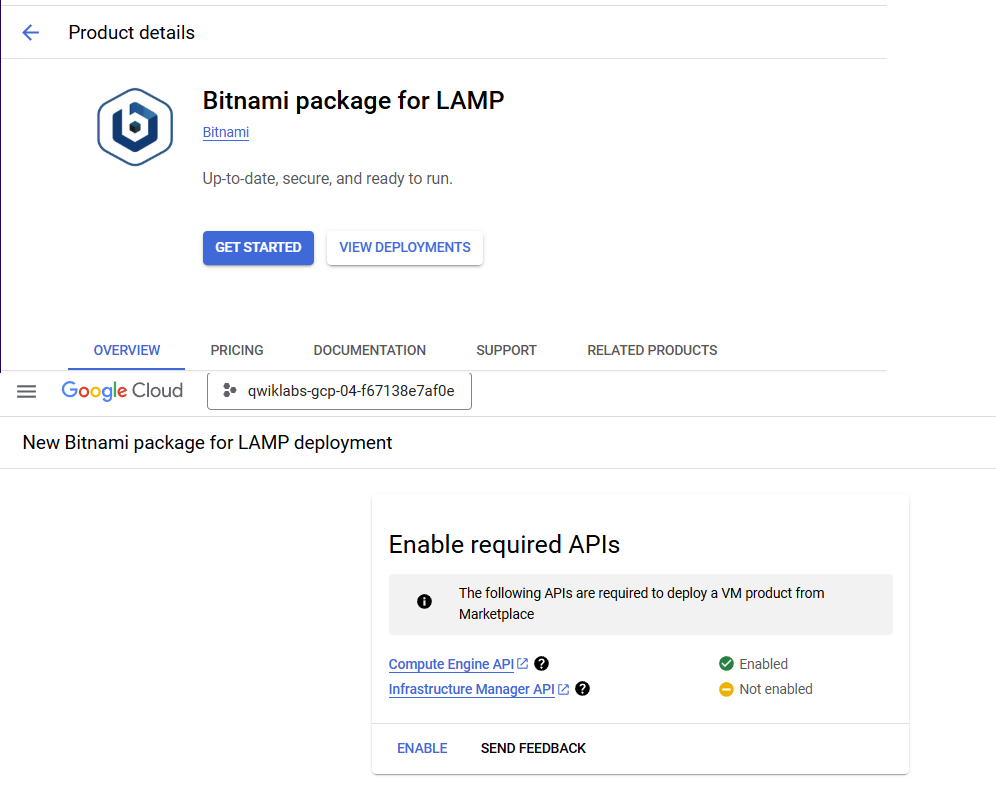 Product details
Bitnami package for LAMP
Bitnami
Up-to-date, secure, and ready to run.
GET STARTED VIEW DEPLOYMENTS
OVERVIEW PRICING DOCUMENTATION SUPPORT RELATED PRODUCTS
Google Cloud qwiklabs-gcp-04-f67138e7af0e
New Bitnami package for LAMP deployment
Enable required APIs
The following APIs are required to deploy a VM product from
Marketplace
Compute Engine API Enabled
Infrastructure Manager API Not enabled
ENABLE SEND FEEDBACK